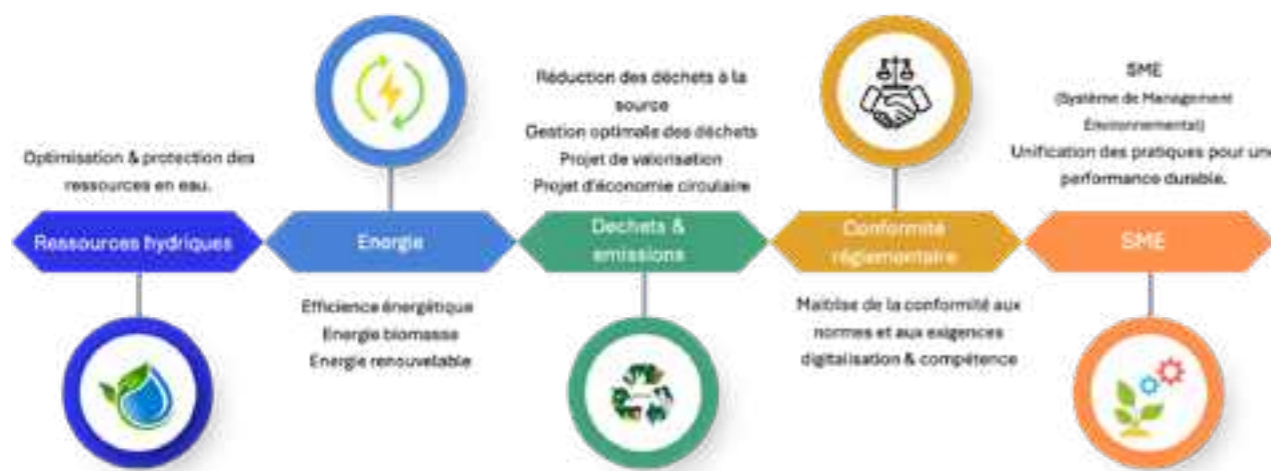 Optimisation & protection des
ressources en eau.
Ressources hydriques
Energie
Efficience énergétique
Energie biomasse
Energie renouvelable
Réduction des déchets à la
source
Gestion optimale des déchets
Projet de valorisation
Projet d'économie circulaire
Dechets &
emissions
Conformité
réglementaire
Maitrise de la conformité aux
normes et aux exigences
digitalisation & compétence
SME
(Système de Management
Environnemental)
Unification des pratiques pour une
performance durable.
SME